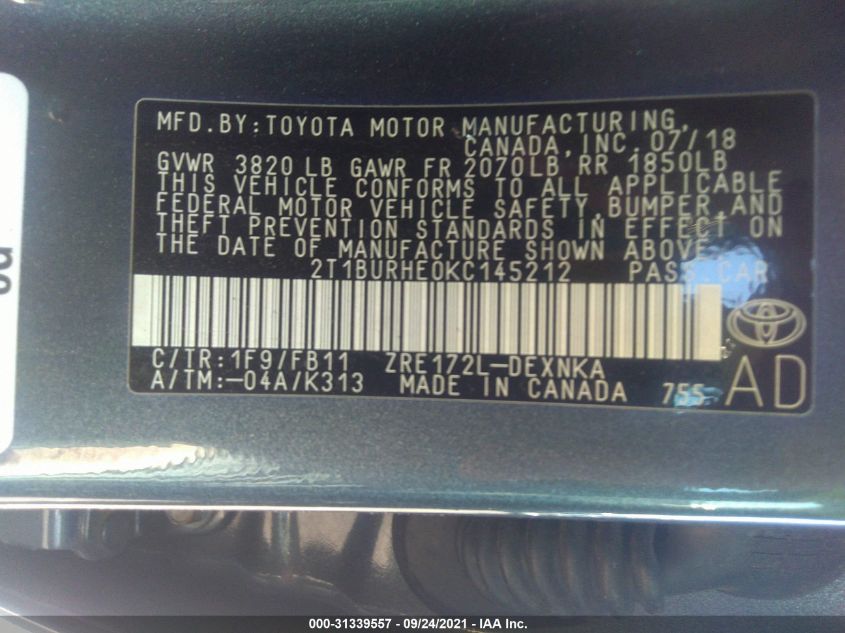 MFD.BY:TOYOTA MOTOR MANUFACTURING,
CANADA, INC. 07/18
GVWR 3820 LB GAWR FR 2070LB RR 1850LB
THIS VEHICLE CONFORMS TO ALL APPLICABLE
FEDERAL MOTOR VEHICLE SAFETY, BUMPER, AND
THEFT PREVENTION STANDARDS IN EFFECT ON
THE DATE OF MANUFACTURE SHOWN ABOVE.
2T1BURHE0KC145212 PASS.CAR
C/TR:1F9/FB11 ZRE172L-DEXNKA
A/TM:-04A/K313 MADE IN CANADA 755
AD
000-31339557 - 09/24/2021 - IAA Inc.